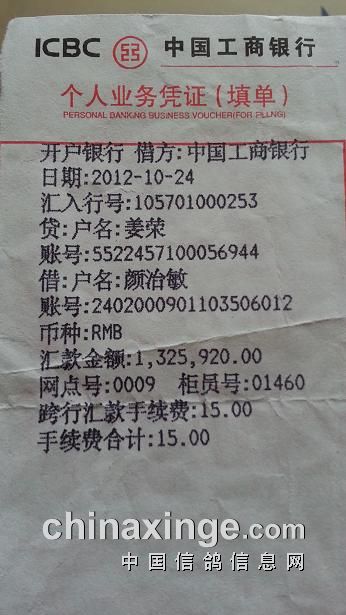 ICBC 中国工商银行
个人业务凭证(填单)
PERSONAL BANKING BUSINESS VOUCHER(FOR FILLING)
开户银行 借方:中国工商银行
日期:2012-10-24
汇入行号:105701000253
贷:户名:姜荣
账号:5522457100056944
借:户名:颜治敏
账号:2402000901103506012
币种:RMB
汇款金额:1,325,920.00
网点号:0009 柜员号:01460
跨行汇款手续费:15.00
手续费合计:15.00
chinaxinge.com
中国信鸽信息网